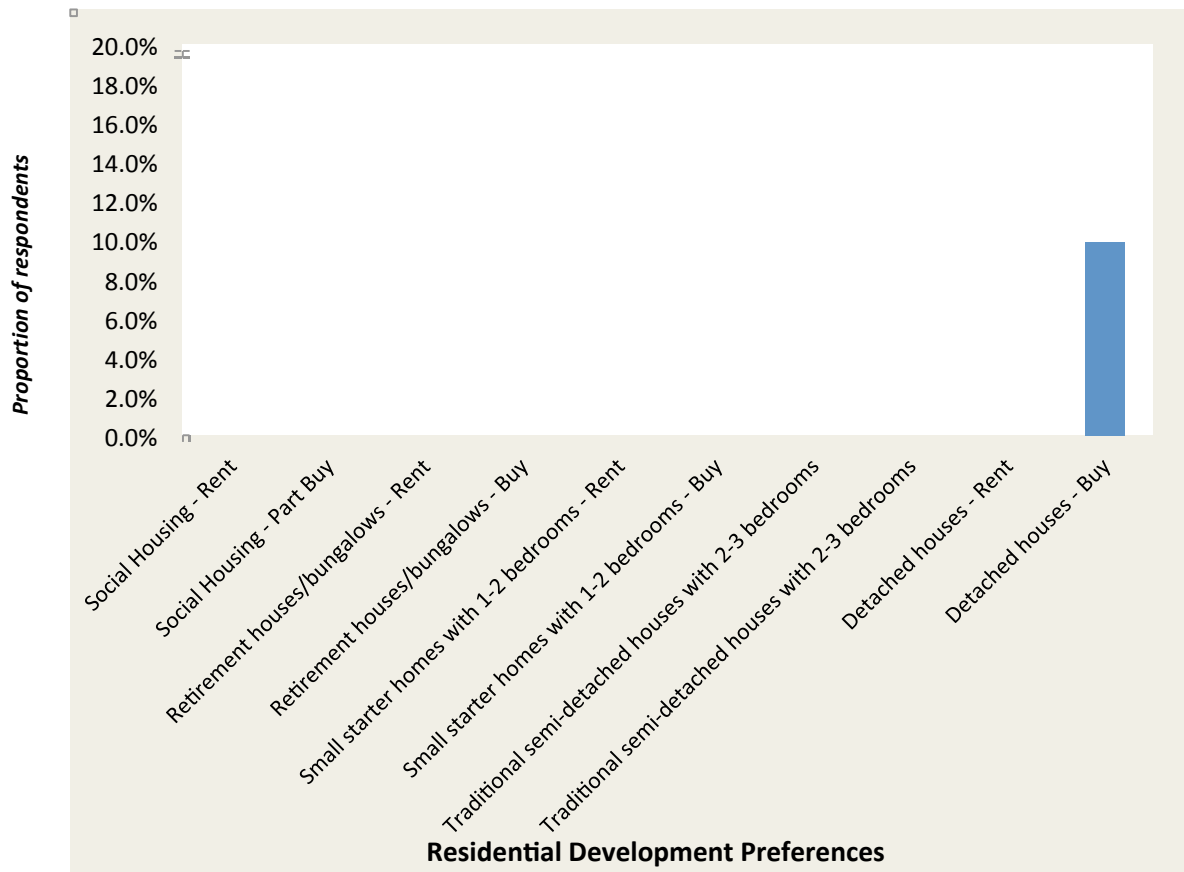 Proportion of respondents
20.0%
18.0%
16.0%
14.0%
12.0%
10.0%
8.0%
6.0%
4.0%
2.0%
0.0%
Social Housing - Rent
Social Housing - Part Buy
Retirement houses/bungalows - Rent
Retirement houses/bungalows - Buy
Small starter homes with 1-2 bedrooms - Rent
Small starter homes with 1-2 bedrooms - Buy
Traditional semi-detached houses with 2-3 bedrooms
Traditional semi-detached houses with 2-3 bedrooms
Detached houses - Rent
Detached houses - Buy
Residential Development Preferences